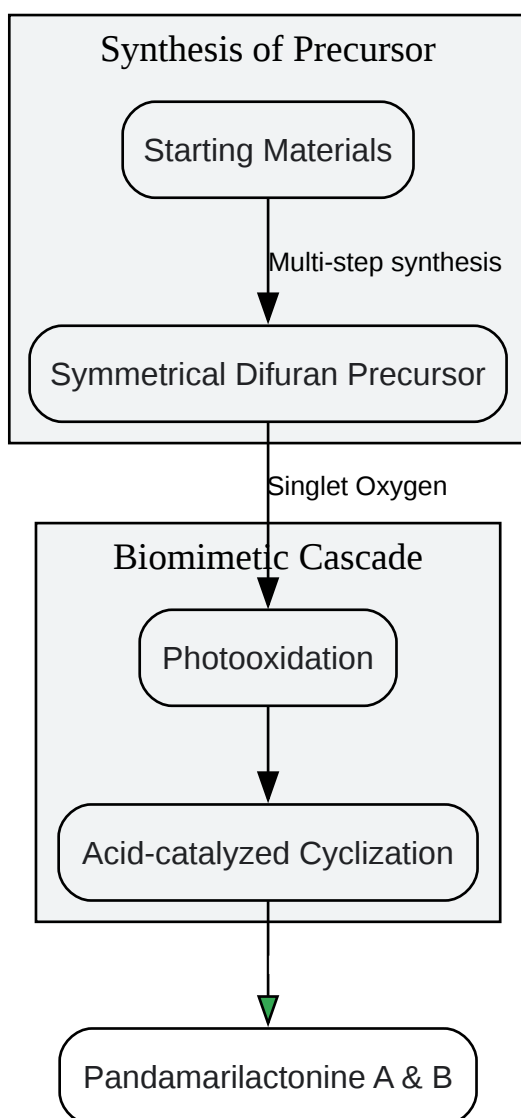 Synthesis of Precursor
Starting Materials
Multi-step synthesis
Symmetrical Difuran Precursor
Singlet Oxygen
Biomimetic Cascade
Photooxidation
Acid-catalyzed Cyclization
Pandamarilactonine A & B